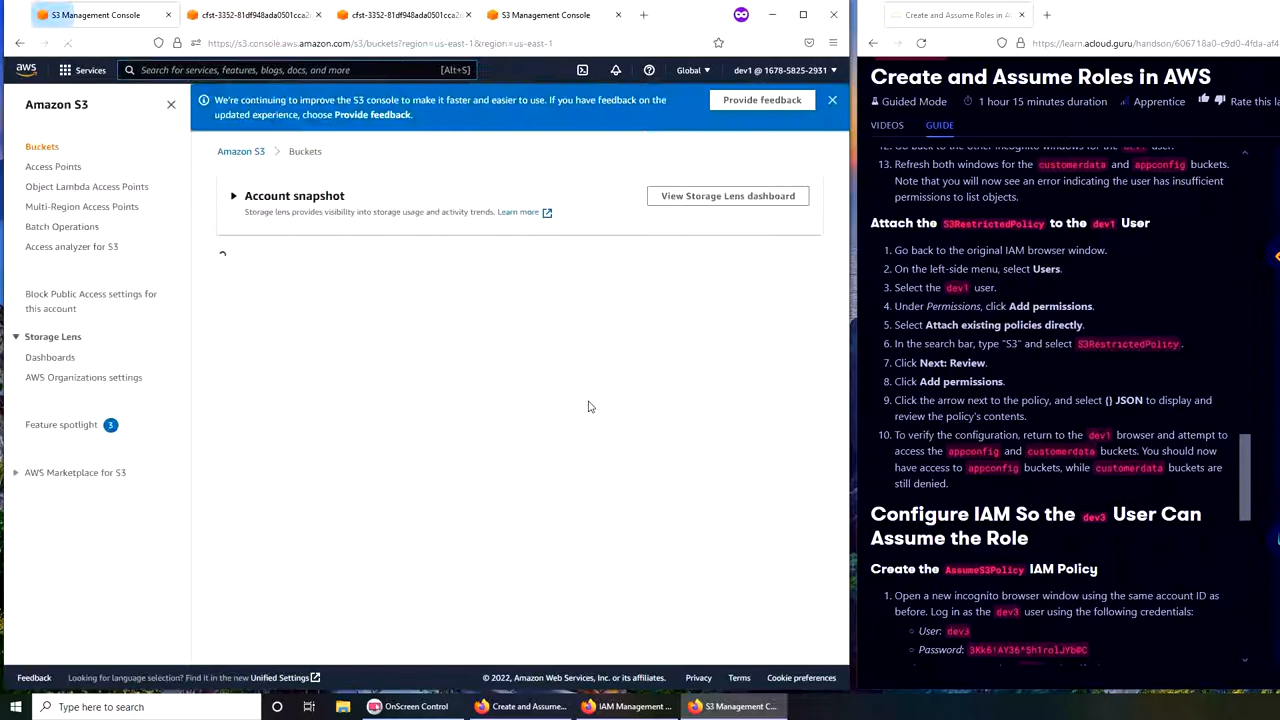 S3 Management Console
cfst-3352-81df948ada0501cca2
cfst-3352-81df948ada0501cca2
S3 Management Console
https://s3.console.aws.amazon.com/s3/buckets?region=us-east-1&region=us-east-1
aws
Services
Search for services, features, blogs, docs, and more
[Alt+S]
Global
dev1 @ 1678-5825-2931
Amazon S3
Buckets
Access Points
Object Lambda Access Points
Multi-Region Access Points
Batch Operations
Access analyzer for S3
Block Public Access settings for
this account
Storage Lens
Dashboards
AWS Organizations settings
Feature spotlight 3
AWS Marketplace for S3
We're continuing to improve the S3 console to make it faster and easier to use. If you have feedback on the
updated experience, choose Provide feedback.
Provide feedback
Amazon S3 > Buckets
Account snapshot
Storage lens provides visibility into storage usage and activity trends. Learn more
View Storage Lens dashboard
Feedback
Looking for language selection? Find it in the new Unified Settings
© 2022, Amazon Web Services, Inc. or its affiliates.
Privacy
Terms
Cookie preferences
Create and Assume Roles in A
https://learn.acloud.guru/handson/606718a0-c9d0-4fda-af4
Create and Assume Roles in AWS
Guided Mode
1 hour 15 minutes duration
Apprentice
Rate this la
VIDEOS
GUIDE
12. Go back to the other incognito windows for the dev1 user.
13. Refresh both windows for the customerdata and appconfig buckets.
Note that you will now see an error indicating the user has insufficient
permissions to list objects.
Attach the S3RestrictedPolicy to the dev1 User
1. Go back to the original IAM browser window.
2. On the left-side menu, select Users.
3. Select the dev1 user.
4. Under Permissions, click Add permissions.
5. Select Attach existing policies directly.
6. In the search bar, type "S3" and select S3RestrictedPolicy.
7. Click Next: Review.
8. Click Add permissions.
9. Click the arrow next to the policy, and select {} JSON to display and
review the policy's contents.
10. To verify the configuration, return to the dev1 browser and attempt to
access the appconfig and customerdata buckets. You should now
have access to appconfig buckets, while customerdata buckets are
still denied.
Configure IAM So the dev3 User Can
Assume the Role
Create the AssumeS3Policy IAM Policy
1. Open a new incognito browser window using the same account ID as
before. Log in as the dev3 user using the following credentials:
User: dev3
Password: 3Kk6!AY36^5h1rolJYb@C
Type here to search
OnScreen Control
Create and Assume...
IAM Management ...
S3 Management C...